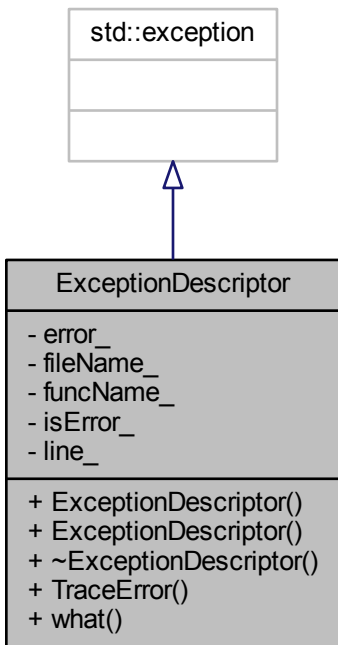 std::exception
ExceptionDescriptor
- error_
- fileName_
- funcName_
- isError_
- line_
+ ExceptionDescriptor()
+ ExceptionDescriptor()
+ ~ExceptionDescriptor()
+ TraceError()
+ what()